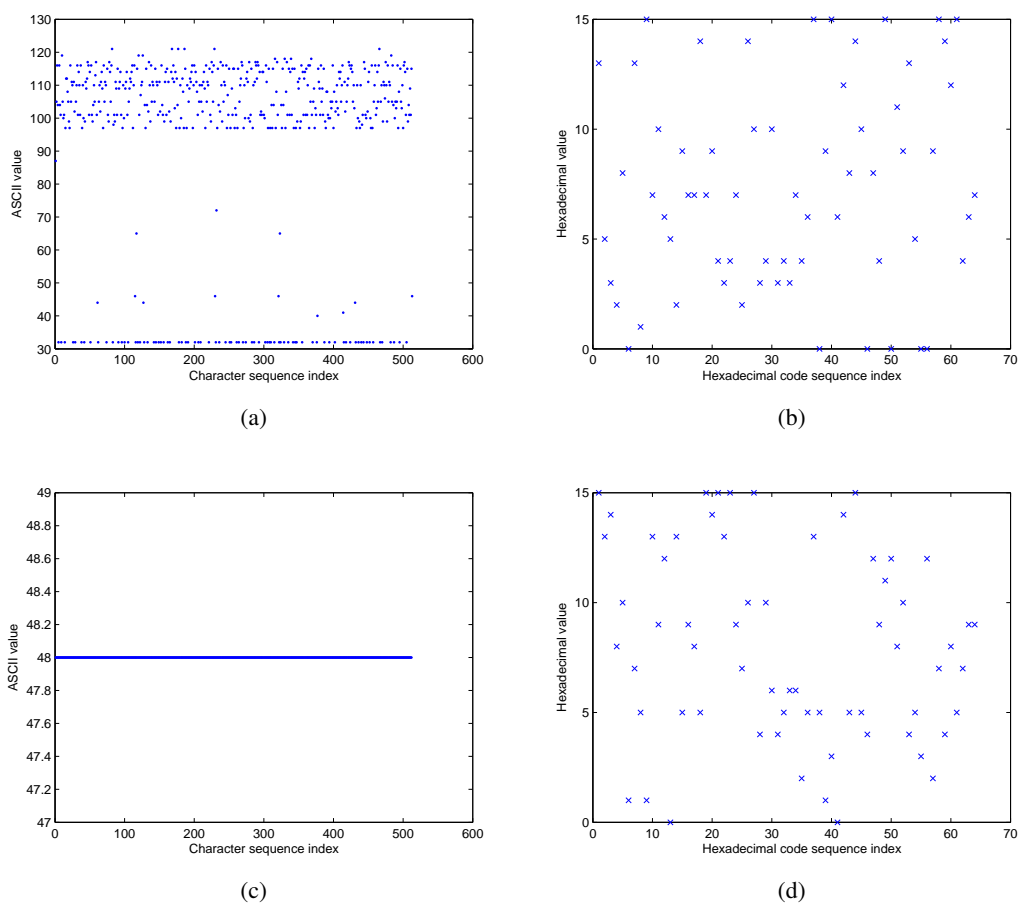 130
120
110
100
90
80
70
60
50
40
30
0 100 200 300 400 500 600
ASCII value
Character sequence index
(a)
15
10
5
0
0 10 20 30 40 50 60 70
Hexadecimal value
Hexadecimal code sequence index
(b)
49
48.8
48.6
48.4
48.2
48
47.8
47.6
47.4
47.2
47
0 100 200 300 400 500 600
ASCII value
Character sequence index
(c)
15
10
5
0
0 10 20 30 40 50 60 70
Hexadecimal value
Hexadecimal code sequence index
(d)